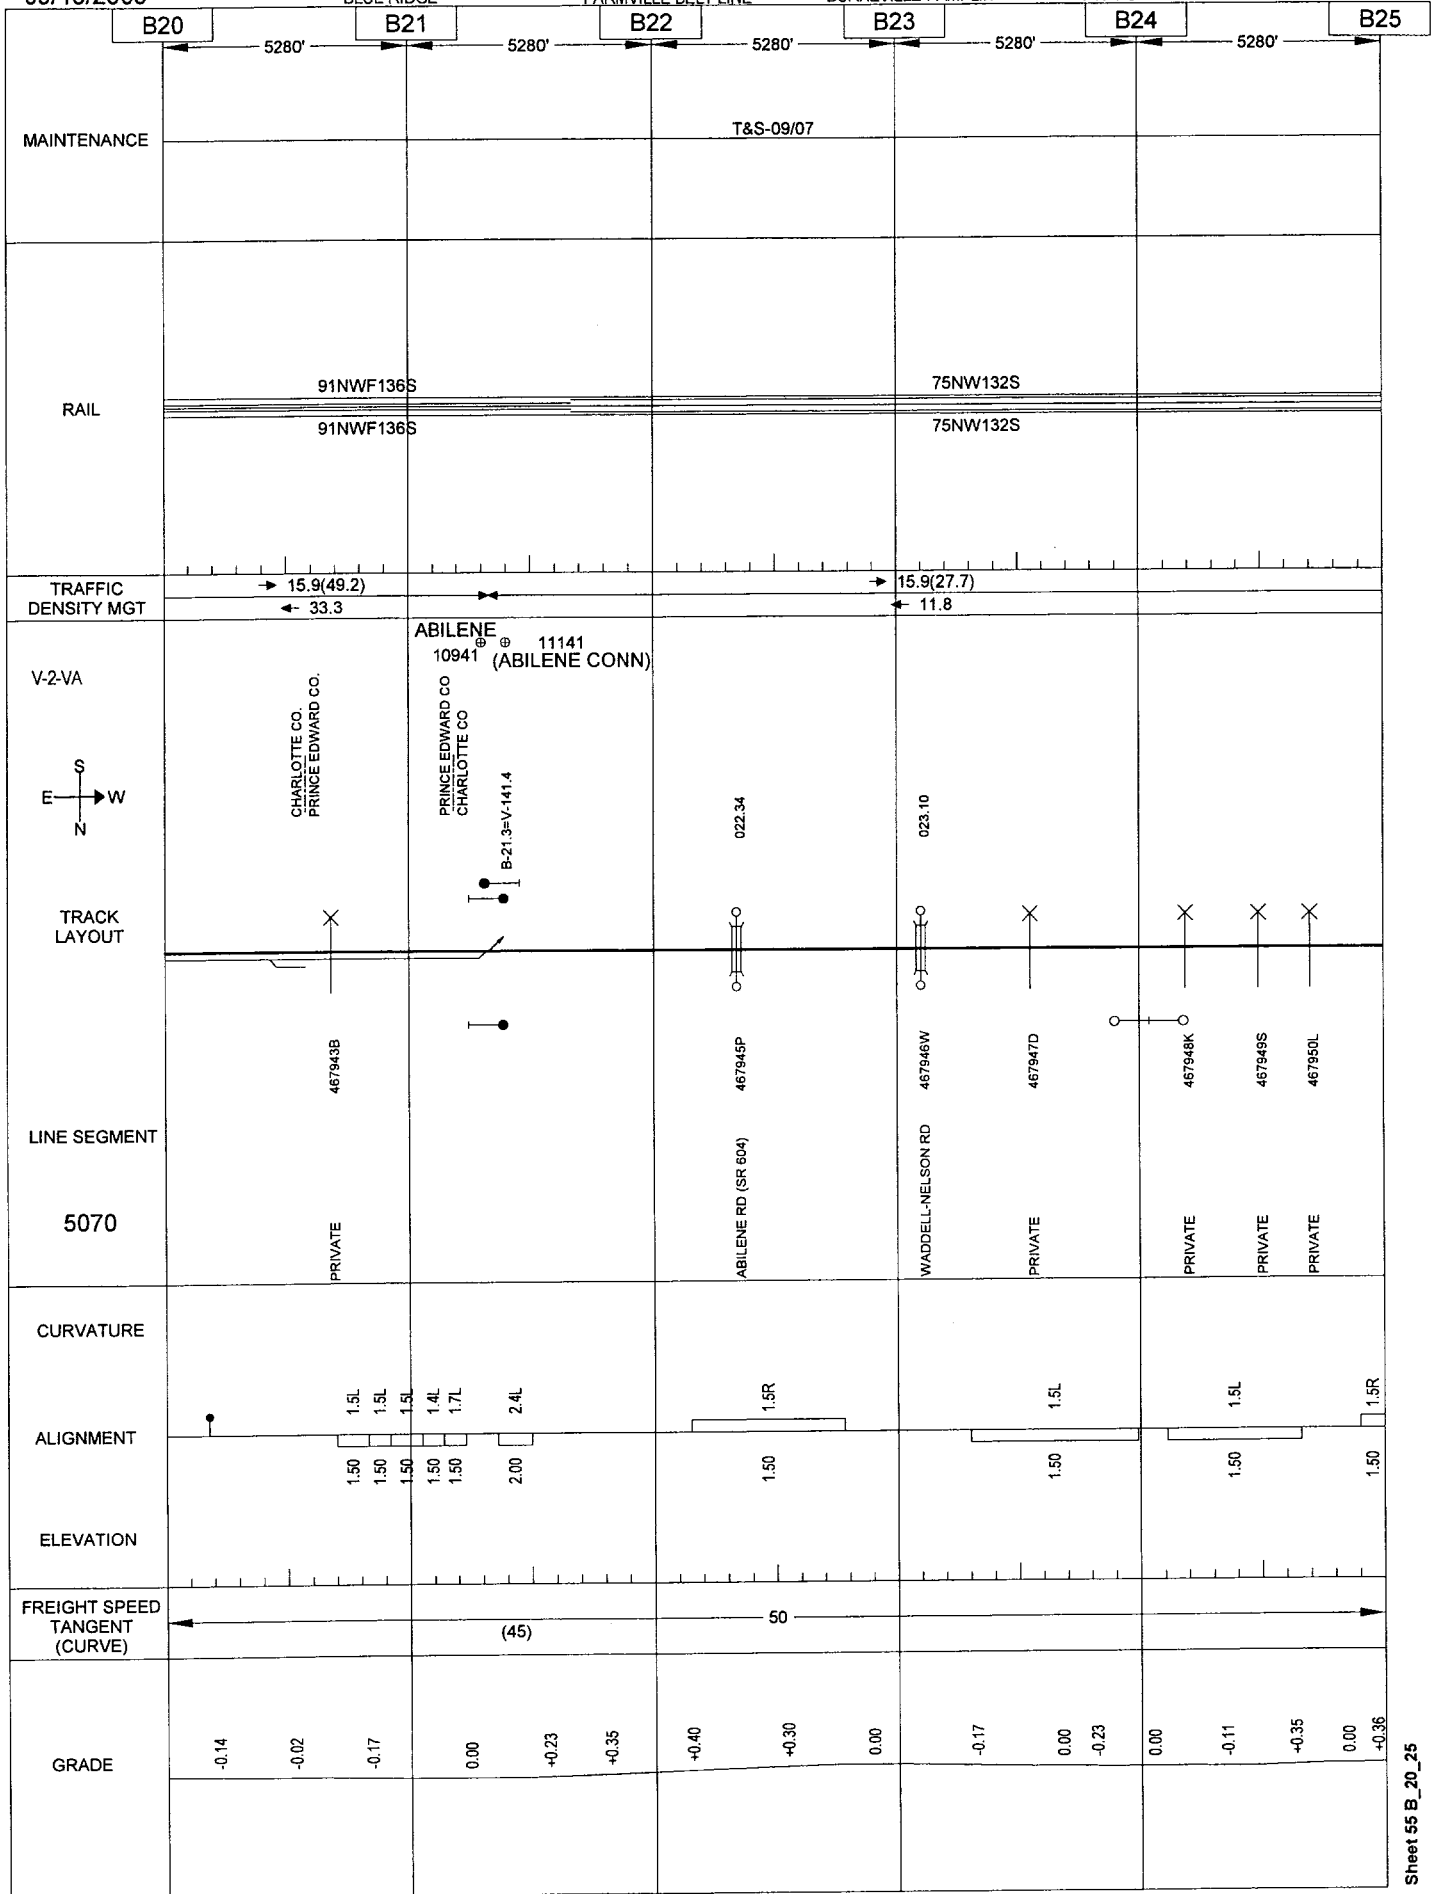 B20 B21 B22 B23 B24 B25
5280' 5280' 5280' 5280' 5280'
MAINTENANCE
T&S-09/07
RAIL
91NWF136S 75NW132S
91NWF136S 75NW132S
TRAFFIC
DENSITY MGT
15.9(49.2) 15.9(27.7)
33.3 11.8
ABILENE
10941 11141
(ABILENE CONN)
V-2-VA
CHARLOTTE CO.
PRINCE EDWARD CO.
PRINCE EDWARD CO
CHARLOTTE CO
B-21.3=V-141.4
022.34
023.10
S
E W
N
TRACK
LAYOUT
467943B
467945P
467946W
467947D
467948K
467949S
467950L
LINE SEGMENT
5070
PRIVATE
ABILENE RD (SR 604)
WADDELL-NELSON RD
PRIVATE
PRIVATE
PRIVATE
PRIVATE
CURVATURE
1.5L 1.5L 1.5L 1.4L 1.7L 2.4L 1.5R 1.5L 1.5L 1.5R
ALIGNMENT
1.50 1.50 1.50 1.50 1.50 2.00 1.50 1.50 1.50 1.50
ELEVATION
FREIGHT SPEED
TANGENT
(CURVE)
50
(45)
GRADE
-0.14 -0.02 -0.17 0.00 +0.23 +0.35 +0.40 +0.30 0.00 -0.17 0.00 -0.23 0.00 -0.11 +0.35 0.00 +0.36
Sheet 55 B_20_25